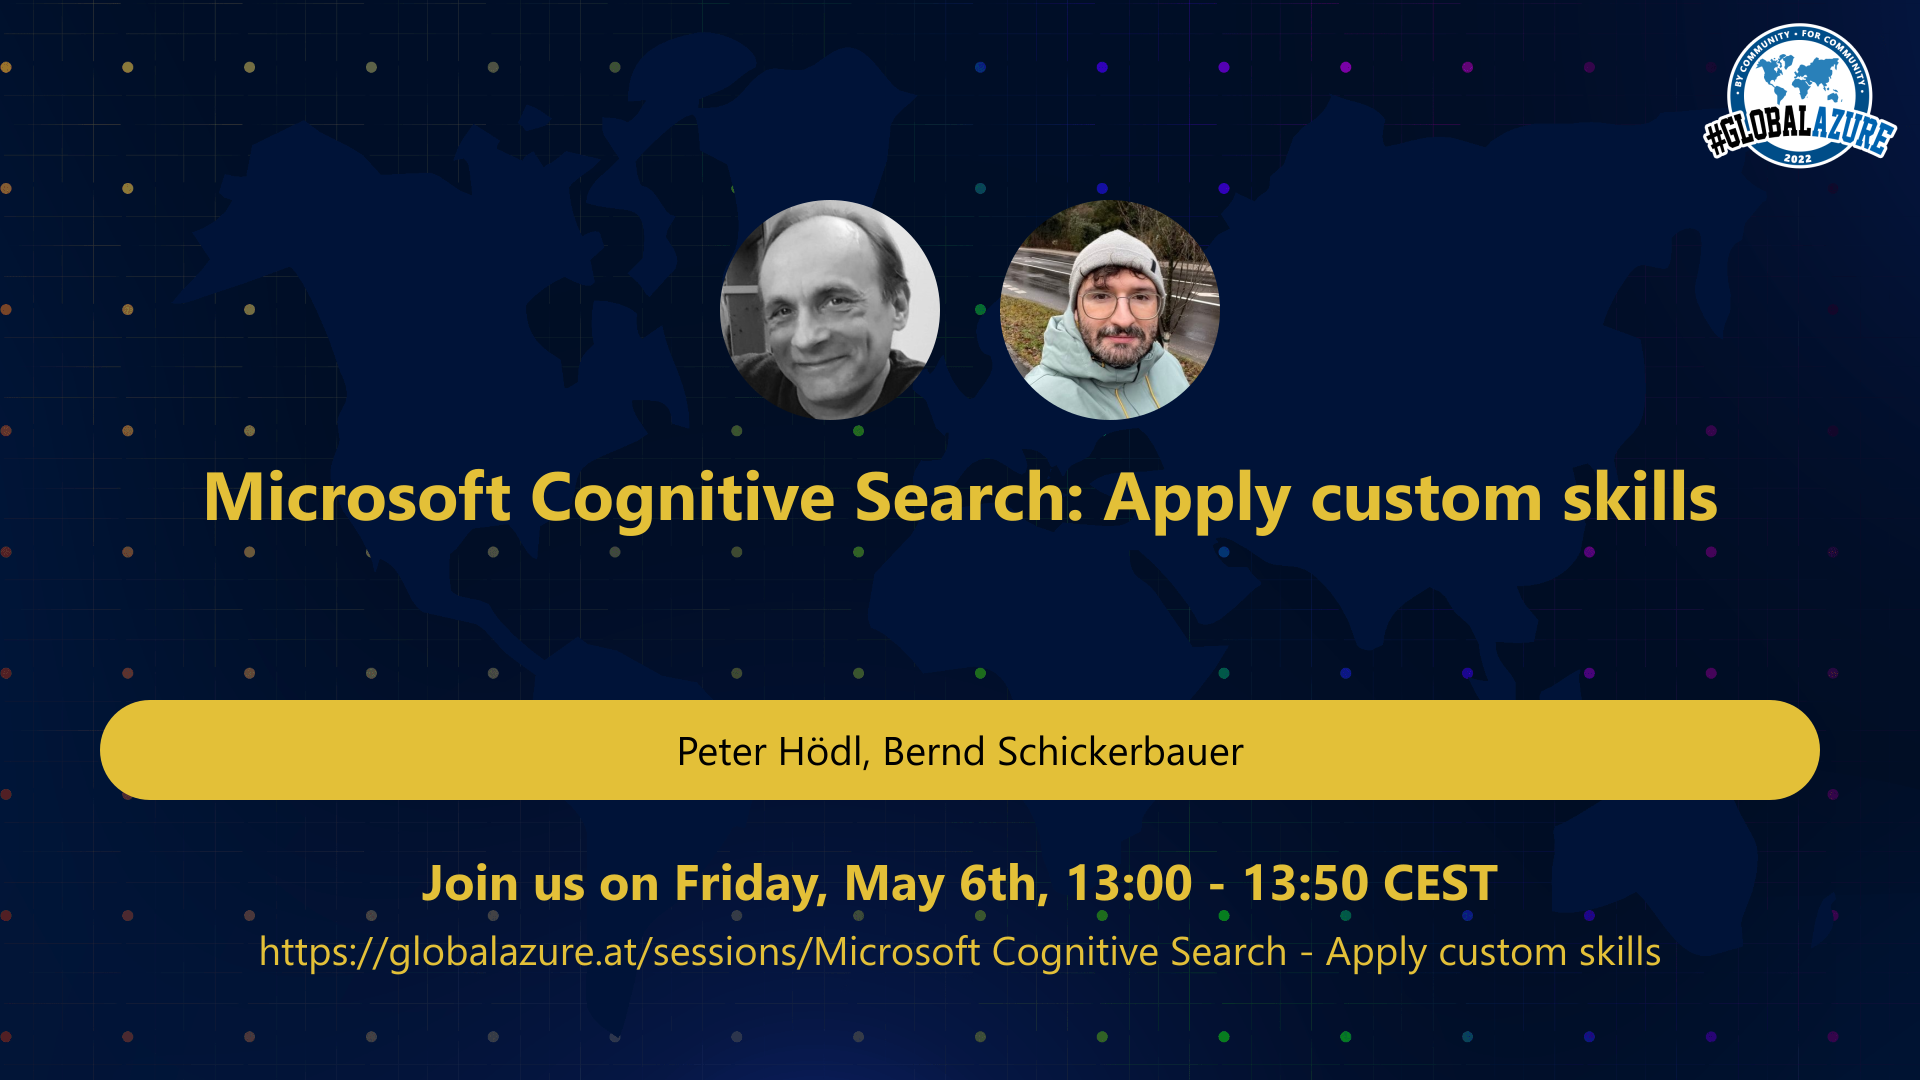 • BY COMMUNITY • FOR COMMUNITY •
#GLOBALAZURE
2022
Microsoft Cognitive Search: Apply custom skills
Peter Hödl, Bernd Schickerbauer
Join us on Friday, May 6th, 13:00 - 13:50 CEST
https://globalazure.at/sessions/Microsoft Cognitive Search - Apply custom skills